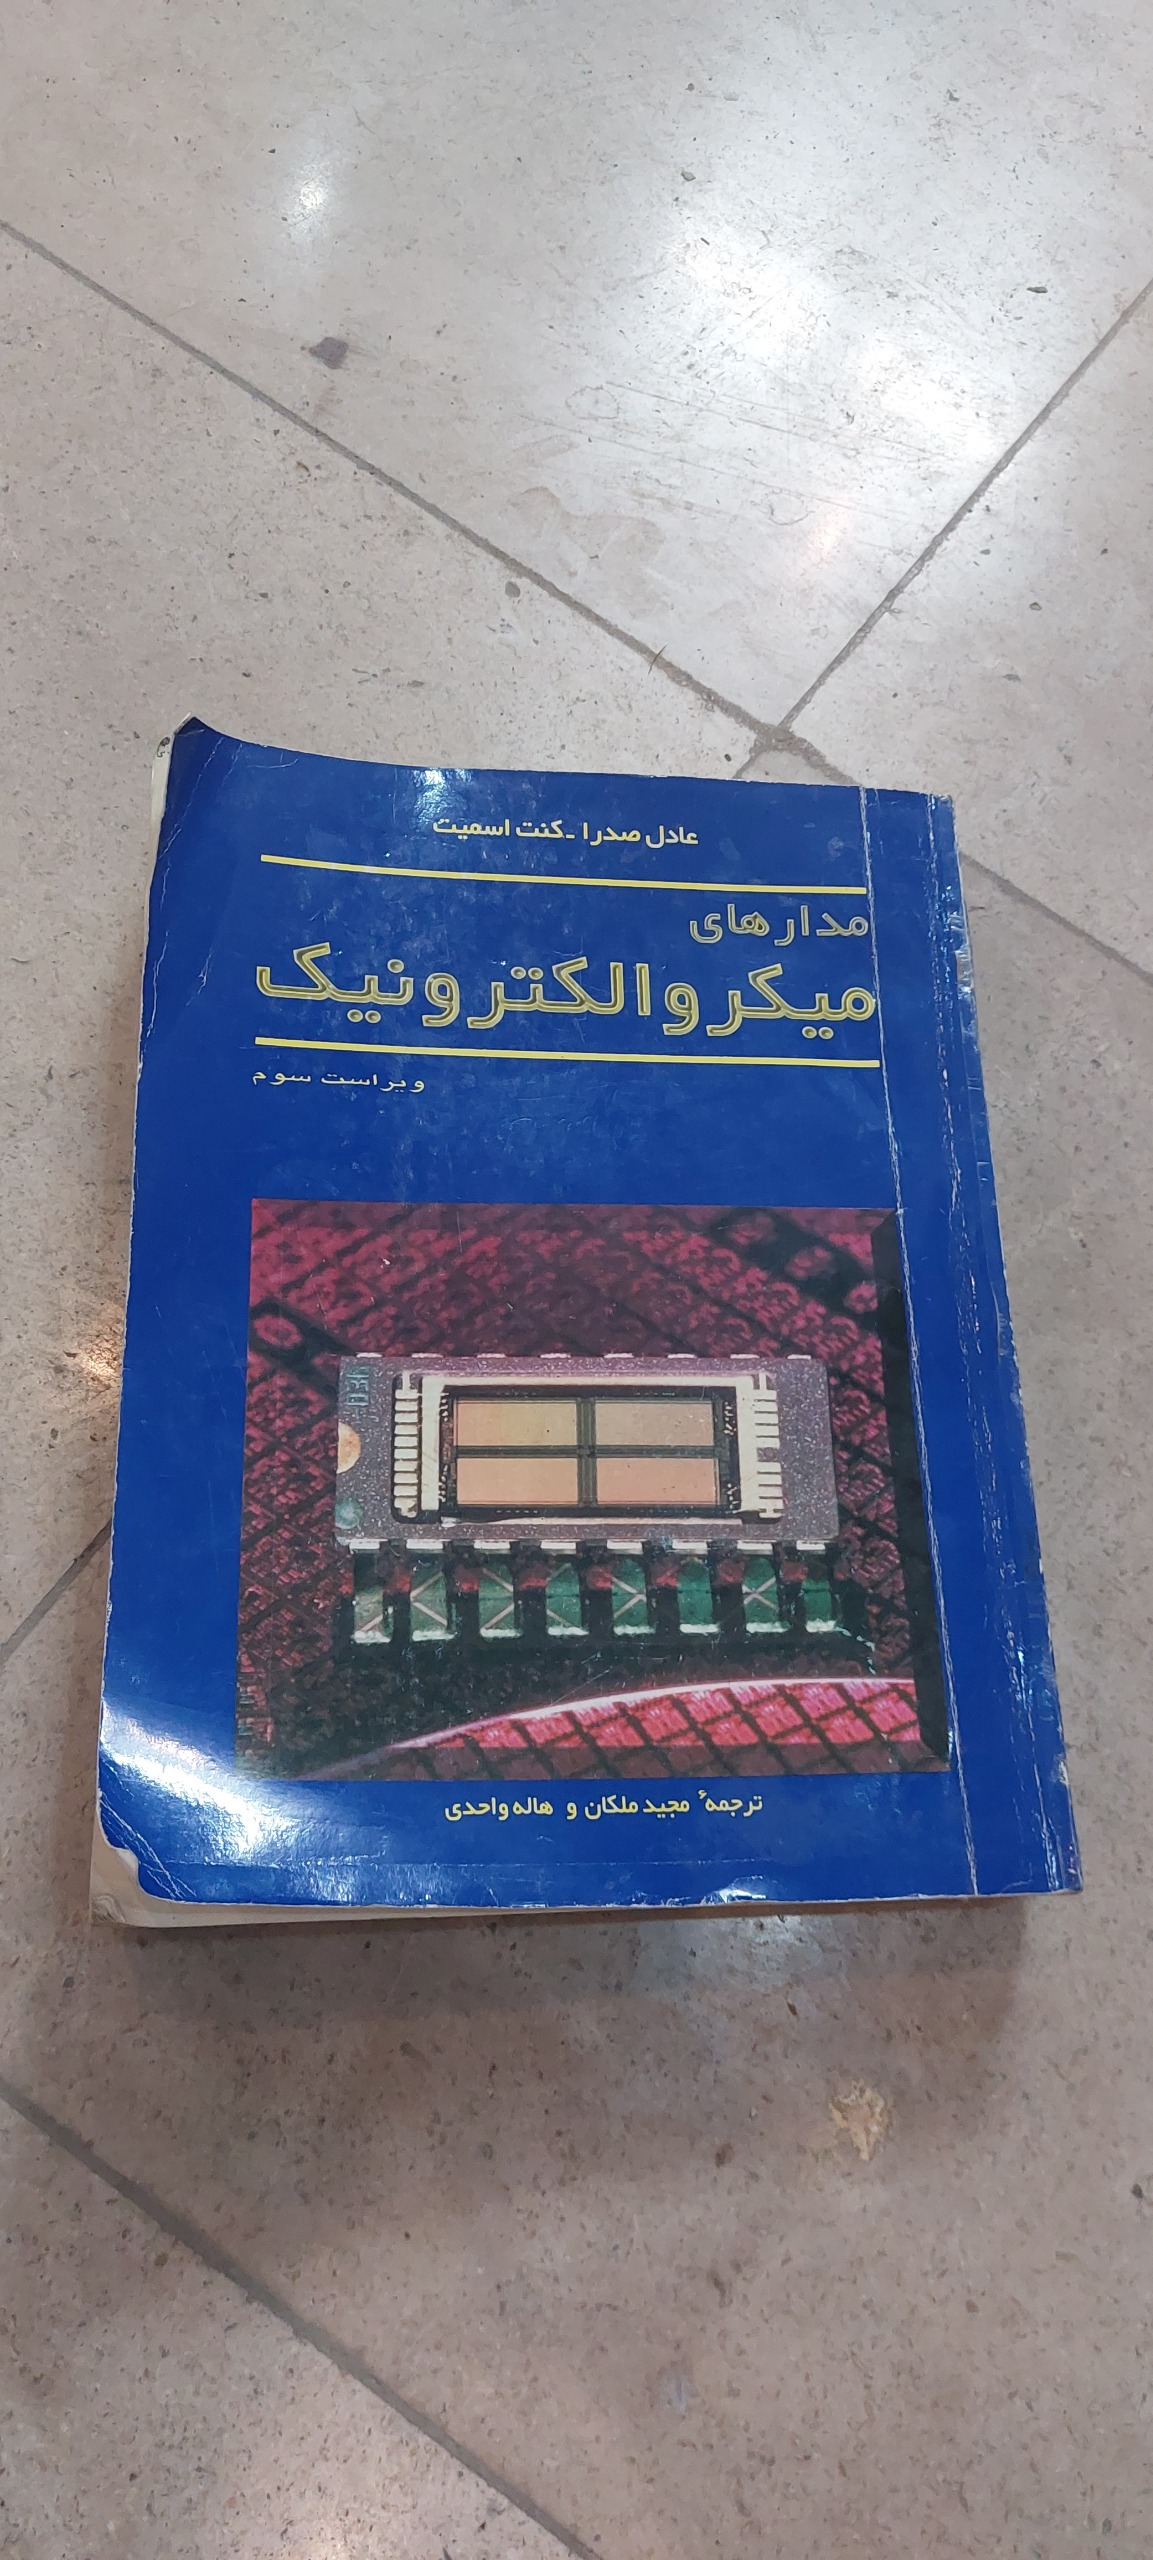 عادل صدرا - کنت اسمیت
مدارهای
میکروالکترونیک
ویراست سوم
ترجمهٔ مجید ملکان و هاله واحدی